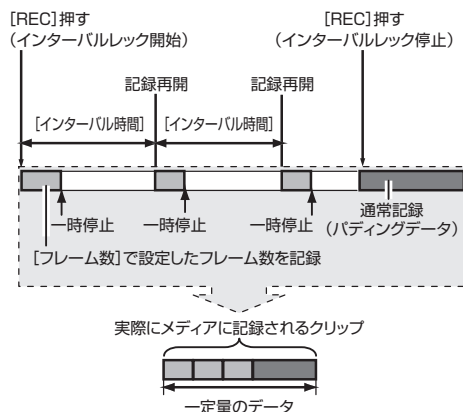 [REC]押す
(インターバルレック開始)
[REC]押す
(インターバルレック停止)
記録再開
記録再開
[インターバル時間]
[インターバル時間]
一時停止
一時停止
一時停止
通常記録
(パディングデータ)
[フレーム数]で設定したフレーム数を記録
実際にメディアに記録されるクリップ
一定量のデータ